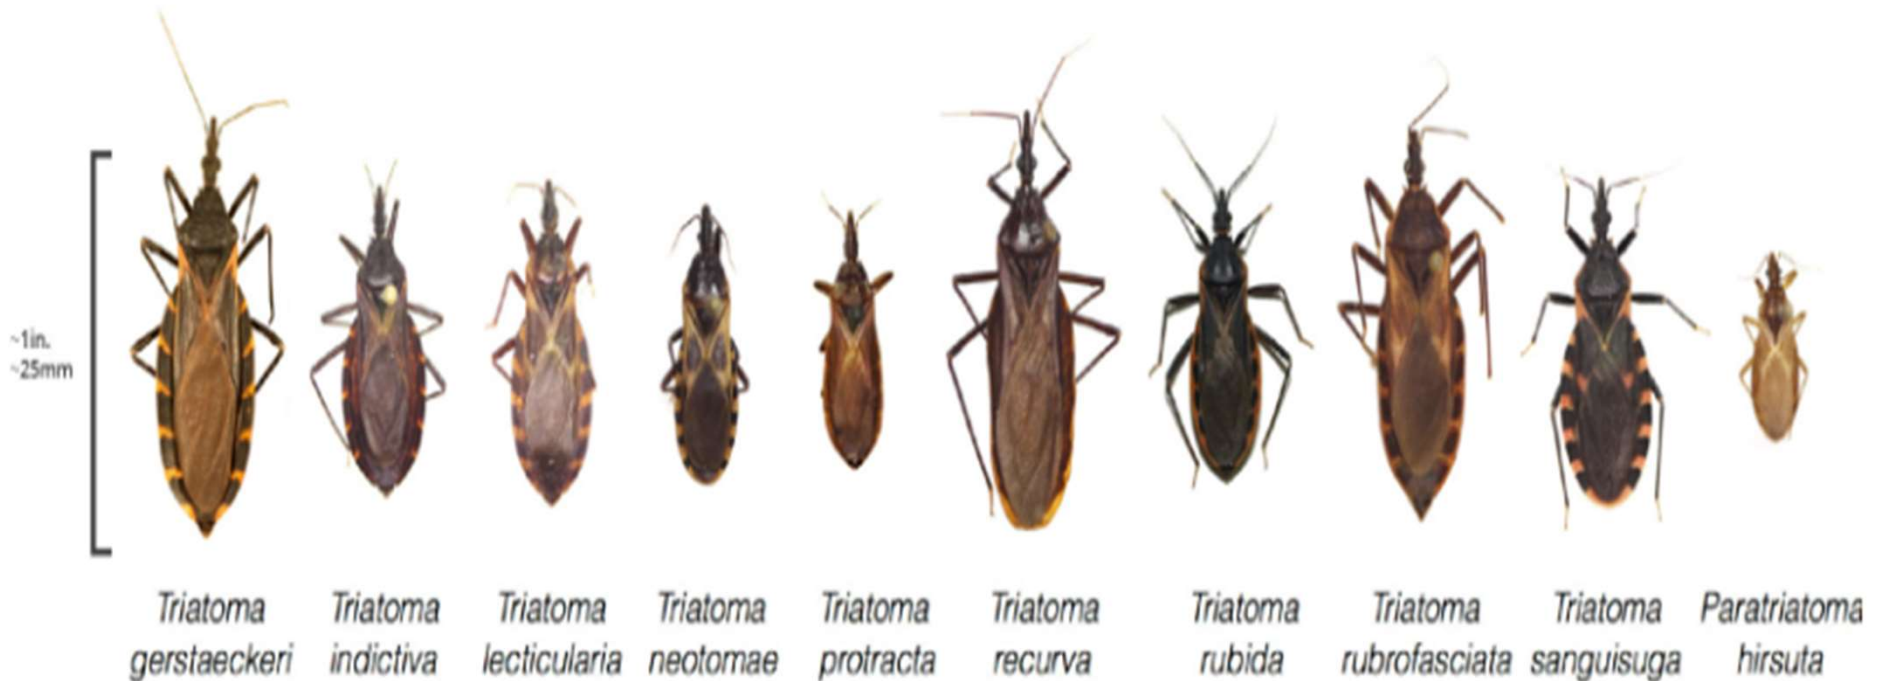 ~1in.
~25mm
Triatoma gerstaeckeri
Triatoma indictiva
Triatoma lecticularia
Triatoma neotomae
Triatoma protracta
Triatoma recurva
Triatoma rubida
Triatoma rubrofasciata
Triatoma sanguisuga
Paratriatoma hirsuta